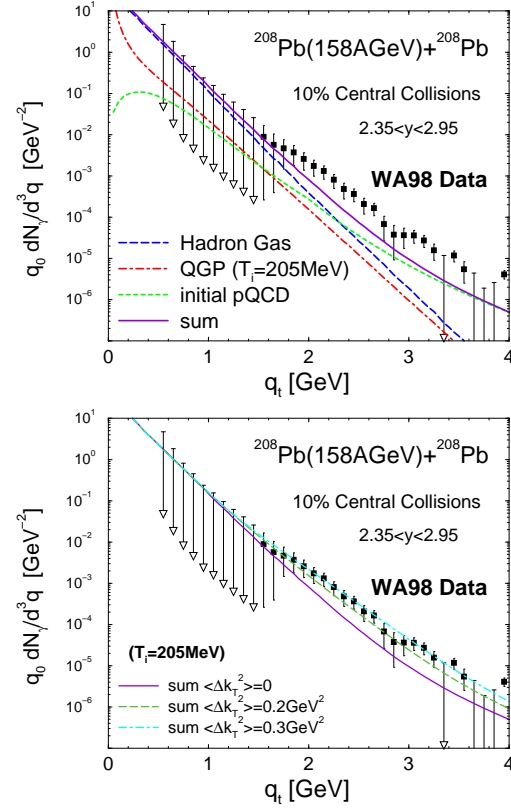 10¹
10⁰
10⁻¹
10⁻²
10⁻³
10⁻⁴
10⁻⁵
10⁻⁶
q₀ dNᵧ/d³q [GeV⁻²]
²⁰⁸Pb(158AGeV)+²⁰⁸Pb
10% Central Collisions
2.35<y<2.95
WA98 Data
Hadron Gas
QGP (Tᵢ=205MeV)
initial pQCD
sum
0 1 2 3 4
qₜ [GeV]
10¹
10⁰
10⁻¹
10⁻²
10⁻³
10⁻⁴
10⁻⁵
10⁻⁶
q₀ dNᵧ/d³q [GeV⁻²]
²⁰⁸Pb(158AGeV)+²⁰⁸Pb
10% Central Collisions
2.35<y<2.95
WA98 Data
(Tᵢ=205MeV)
sum <Δk_T²>=0
sum <Δk_T²>=0.2GeV²
sum <Δk_T²>=0.3GeV²
0 1 2 3 4
qₜ [GeV]